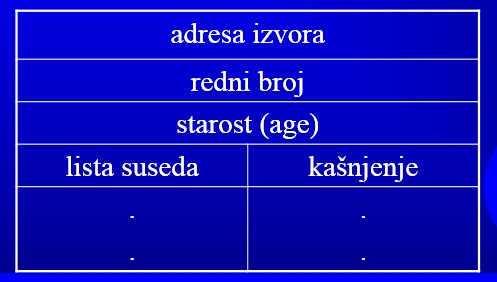 adresa izvora
redni broj
starost (age)
lista suseda kašnjenje
. .
. .